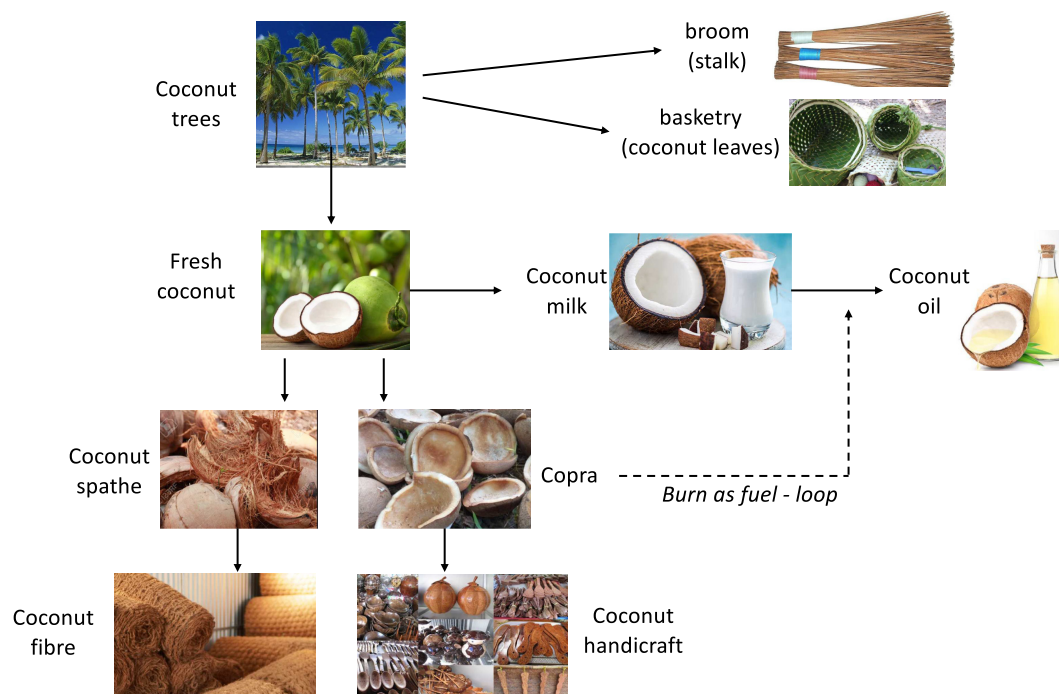 Coconut
trees
broom
(stalk)
basketry
(coconut leaves)
Fresh
coconut
Coconut
milk
Coconut
oil
Coconut
spathe
Copra
Burn as fuel - loop
Coconut
fibre
Coconut
handicraft